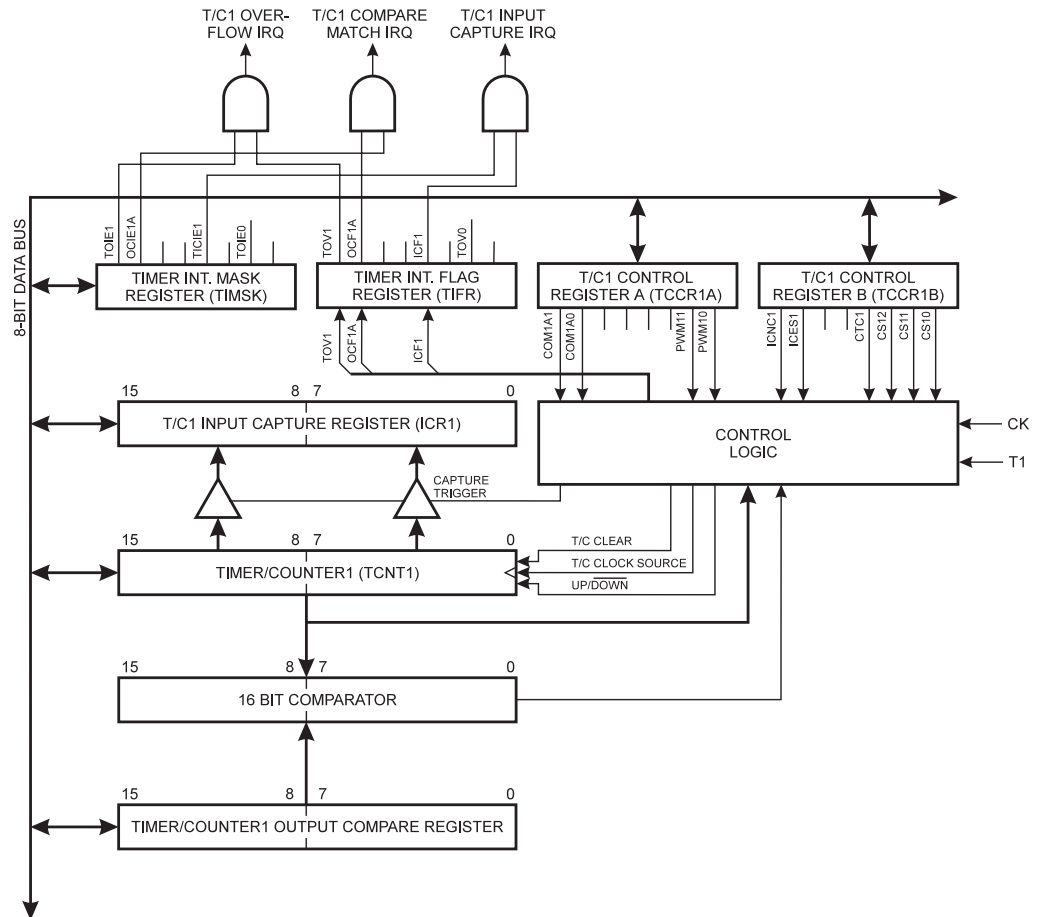 T/C1 OVER-
FLOW IRQ
T/C1 COMPARE
MATCH IRQ
T/C1 INPUT
CAPTURE IRQ
8-BIT DATA BUS
TOIE1
OCIE1A
TICIE1
TOIE0
TOV1
OCF1A
ICF1
TOV0
TIMER INT. MASK
REGISTER (TIMSK)
TIMER INT. FLAG
REGISTER (TIFR)
T/C1 CONTROL
REGISTER A (TCCR1A)
T/C1 CONTROL
REGISTER B (TCCR1B)
TOV1
OCF1A
ICF1
COM1A1
COM1A0
PWM11
PWM10
ICNC1
ICES1
CTC1
CS12
CS11
CS10
15 8 7 0
T/C1 INPUT CAPTURE REGISTER (ICR1)
CONTROL
LOGIC
CK
T1
CAPTURE
TRIGGER
15 8 7 0
TIMER/COUNTER1 (TCNT1)
T/C CLEAR
T/C CLOCK SOURCE
UP/DOWN
15 8 7 0
16 BIT COMPARATOR
15 8 7 0
TIMER/COUNTER1 OUTPUT COMPARE REGISTER